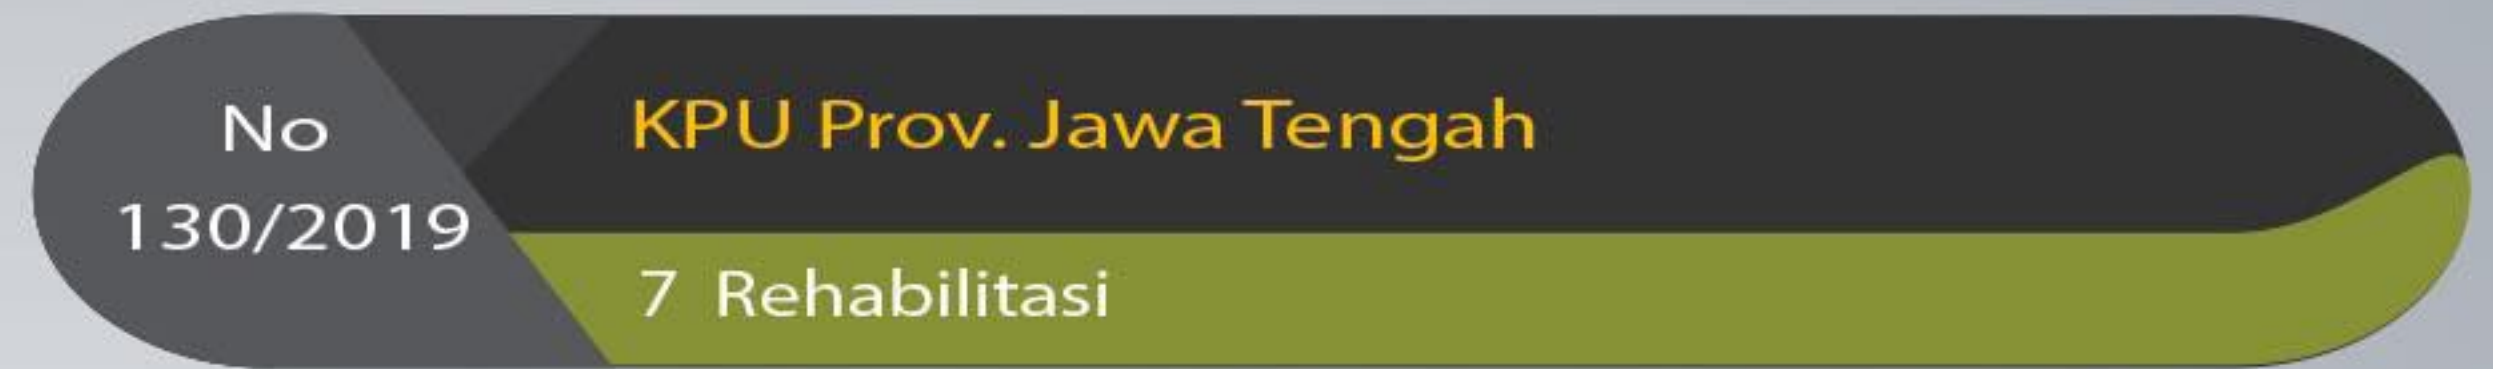 No
130/2019
KPU Prov. Jawa Tengah
7 Rehabilitasi